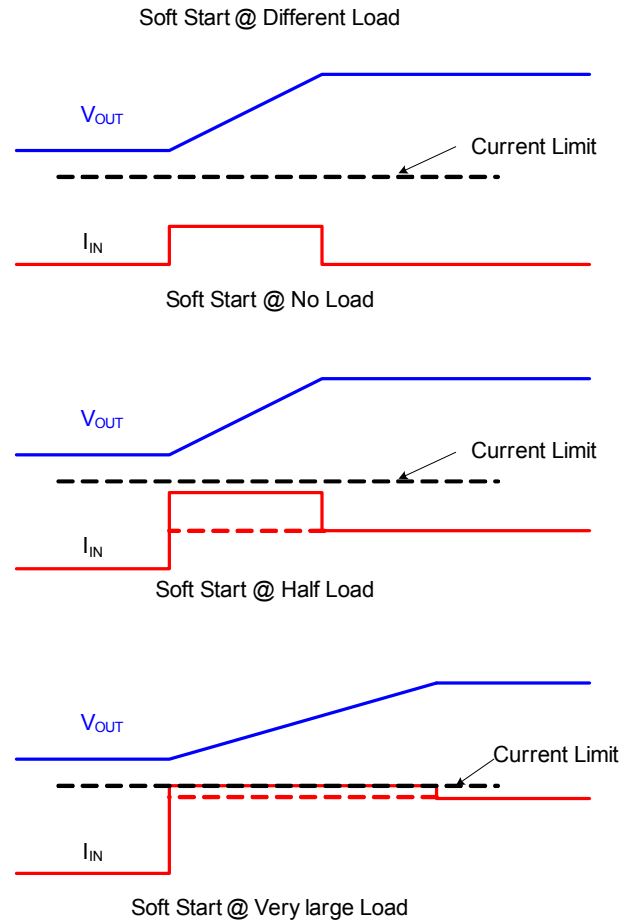 Soft Start @ Different Load
VOUT
Current Limit
IIN
Soft Start @ No Load
VOUT
Current Limit
IIN
Soft Start @ Half Load
VOUT
Current Limit
IIN
Soft Start @ Very large Load